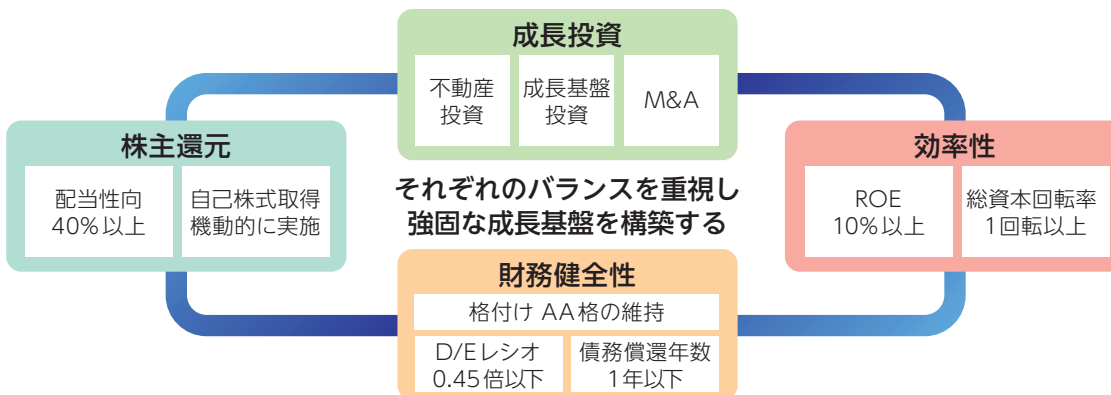 成長投資
不動産
投資
成長基盤
投資
M&A
株主還元
配当性向
40%以上
自己株式取得
機動的に実施
それぞれのバランスを重視し
強固な成長基盤を構築する
効率性
ROE
10%以上
総資本回転率
1回転以上
財務健全性
格付け AA格の維持
D/Eレシオ
0.45倍以下
債務償還年数
1年以下